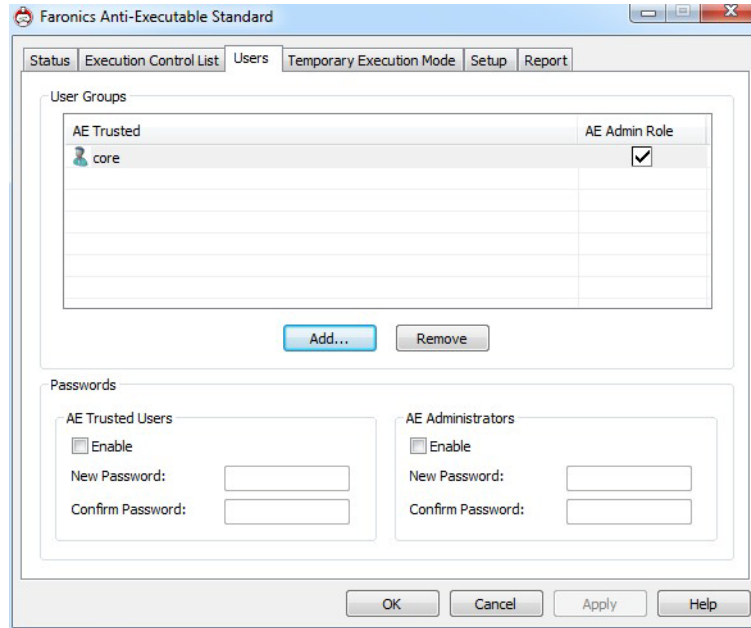 Faronics Anti-Executable Standard
Status Execution Control List Users Temporary Execution Mode Setup Report
User Groups
AE Trusted AE Admin Role
core
Add... Remove
Passwords
AE Trusted Users AE Administrators
Enable Enable
New Password: New Password:
Confirm Password: Confirm Password:
OK Cancel Apply Help